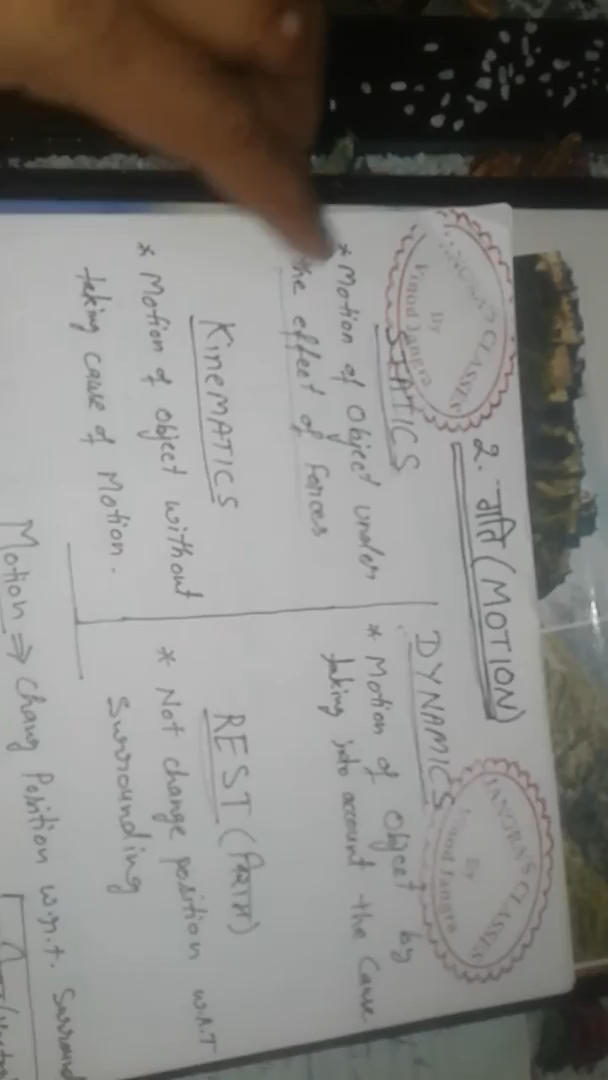 2. गति (MOTION)
JANGRA'S CLASSES
By
Vinod Jangra
STATICS
* Motion of Object under
the effect of Forces
DYNAMICS
* Motion of Object by
taking into account the Cause
JANGRA'S CLASSES
By
Vinod Jangra
KINEMATICS
* Motion of Object without
taking cause of Motion.
REST
* Not change position w.r.t
Surrounding
Motion ⇒ Chang Position w.r.t. Surround